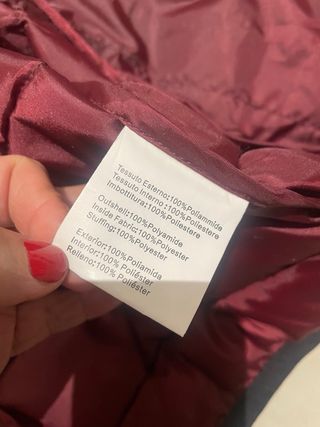 Tessuto Esterno:100%Poliammide
Tessuto Interno :100%Poliestere
Imbottitura:100%Poliestere
Outshell:100%Polyamide
Inside Fabric:100%Polyester
Stuffing:100%Polyester
Exterior:100%Poliamida
Interior:100% Poliéster
Relleno:100% Poliéster